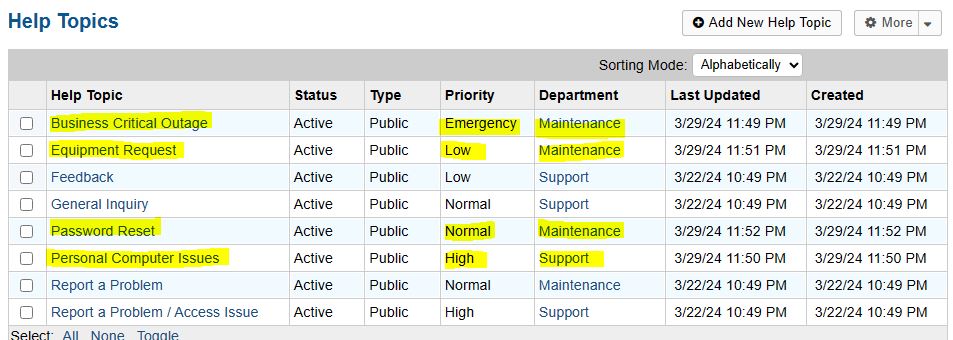 Help Topics
Add New Help Topic More
Sorting Mode: Alphabetically
Help Topic Status Type Priority Department Last Updated Created
Business Critical Outage Active Public Emergency Maintenance 3/29/24 11:49 PM 3/29/24 11:49 PM
Equipment Request Active Public Low Maintenance 3/29/24 11:51 PM 3/29/24 11:51 PM
Feedback Active Public Low Support 3/22/24 10:49 PM 3/22/24 10:49 PM
General Inquiry Active Public Normal Support 3/22/24 10:49 PM 3/22/24 10:49 PM
Password Reset Active Public Normal Maintenance 3/29/24 11:52 PM 3/29/24 11:52 PM
Personal Computer Issues Active Public High Support 3/29/24 11:50 PM 3/29/24 11:50 PM
Report a Problem Active Public Normal Maintenance 3/22/24 10:49 PM 3/22/24 10:49 PM
Report a Problem / Access Issue Active Public High Support 3/22/24 10:49 PM 3/22/24 10:49 PM
Select: All None Toggle